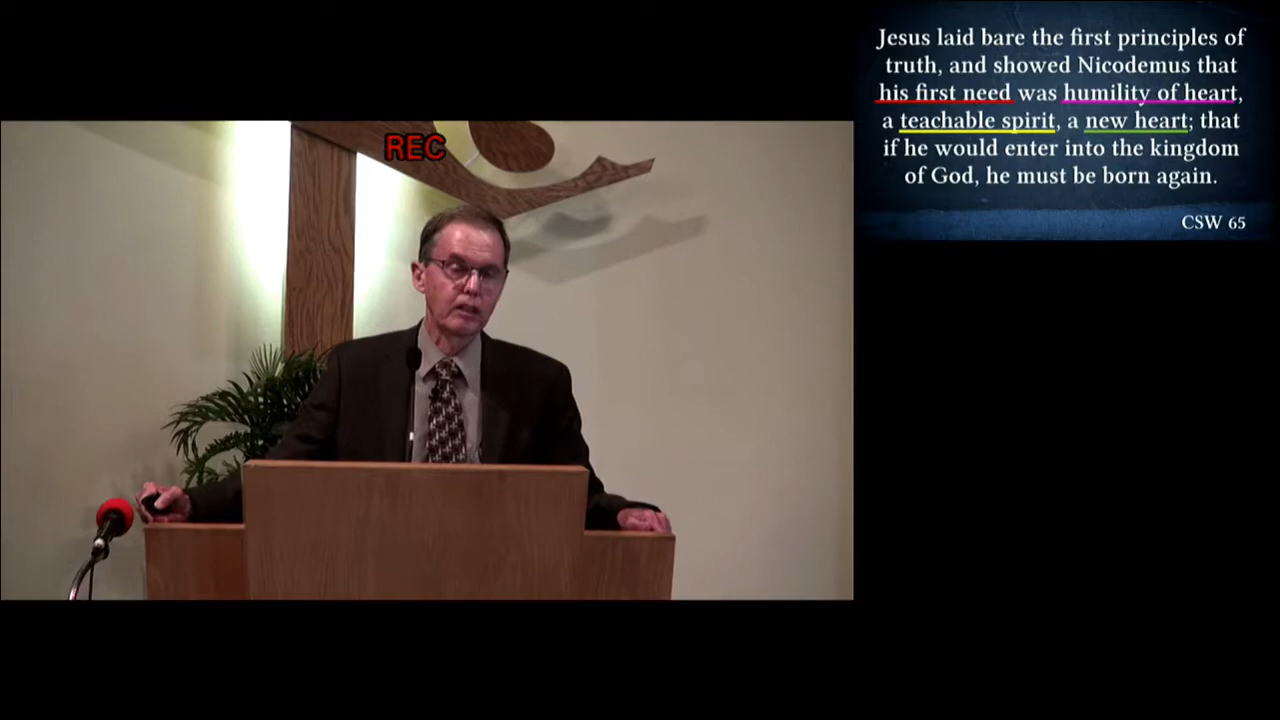 REC
Jesus laid bare the first principles of
truth, and showed Nicodemus that
his first need was humility of heart,
a teachable spirit, a new heart; that
if he would enter into the kingdom
of God, he must be born again.
CSW 65